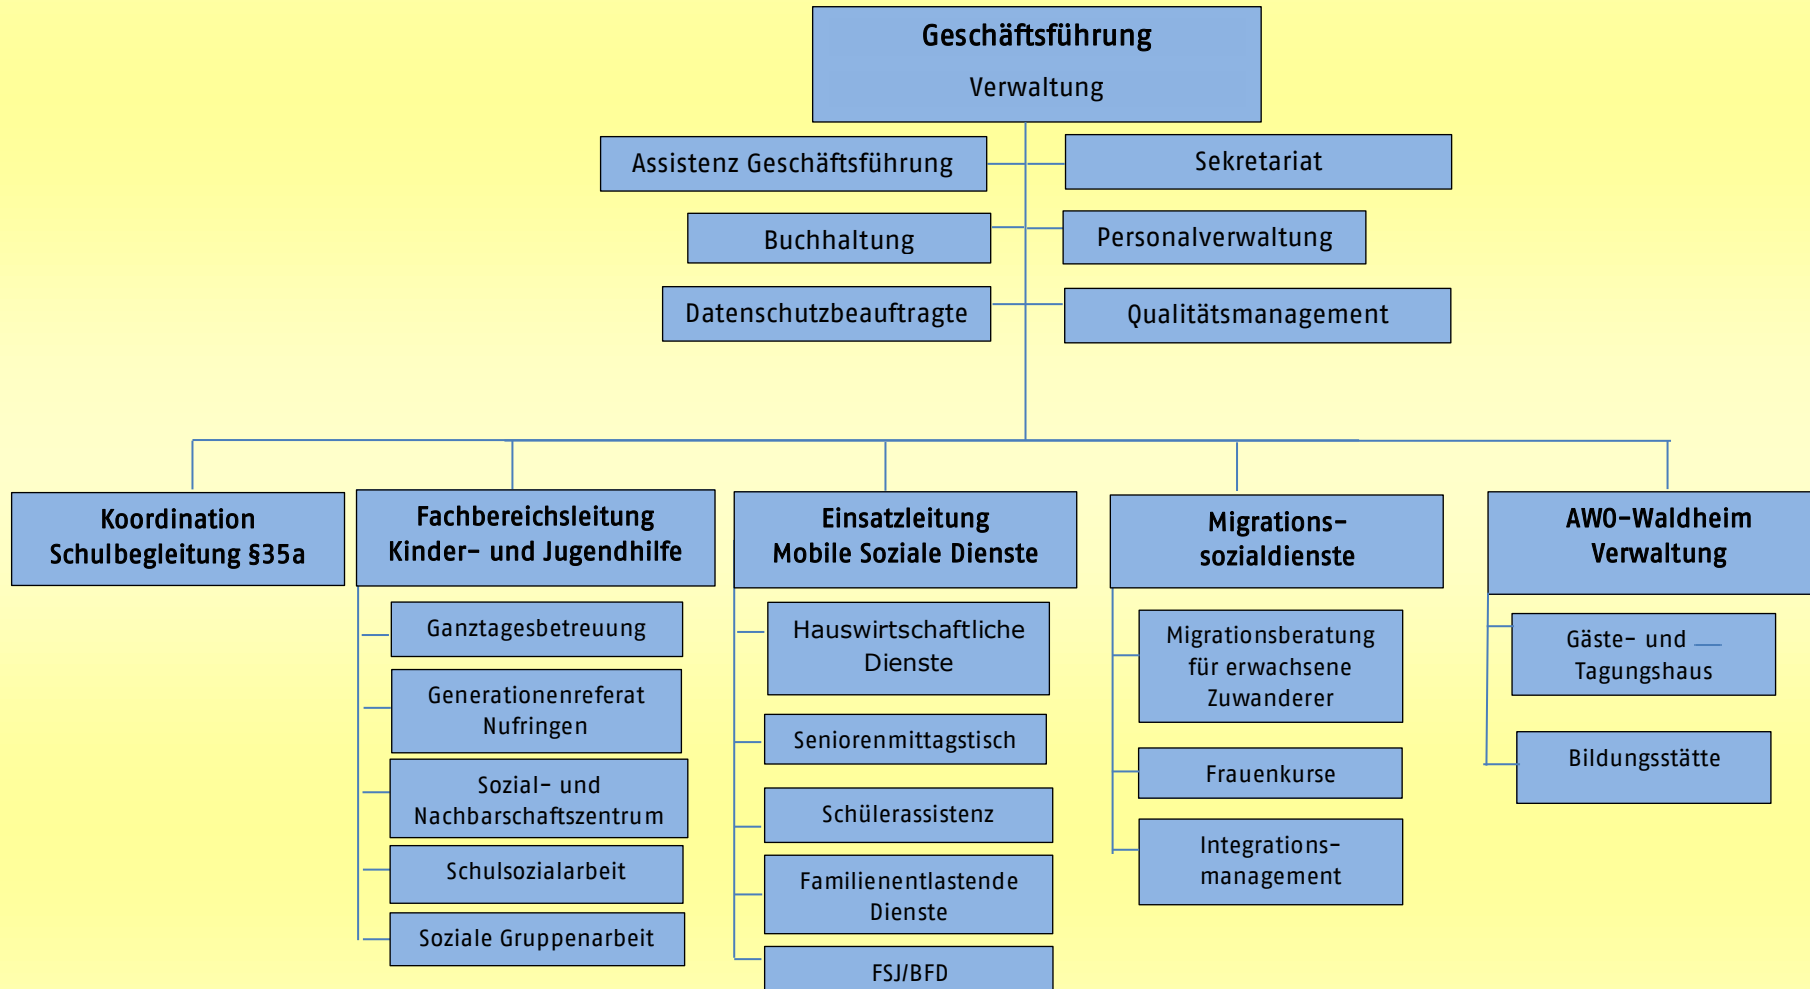 Geschäftsführung
Verwaltung
Assistenz Geschäftsführung
Sekretariat
Buchhaltung
Personalverwaltung
Datenschutzbeauftragte
Qualitätsmanagement
Koordination
Schulbegleitung §35a
Fachbereichsleitung
Kinder- und Jugendhilfe
Ganztagesbetreuung
Generationenreferat
Nufringen
Sozial- und
Nachbarschaftszentrum
Schulsozialarbeit
Soziale Gruppenarbeit
Einsatzleitung
Mobile Soziale Dienste
Hauswirtschaftliche
Dienste
Seniorenmittagstisch
Schülerassistenz
Familienentlastende
Dienste
FSJ/BFD
Migrations-
sozialdienste
Migrationsberatung
für erwachsene
Zuwanderer
Frauenkurse
Integrations-
management
AWO-Waldheim
Verwaltung
Gäste- und
Tagungshaus
Bildungsstätte